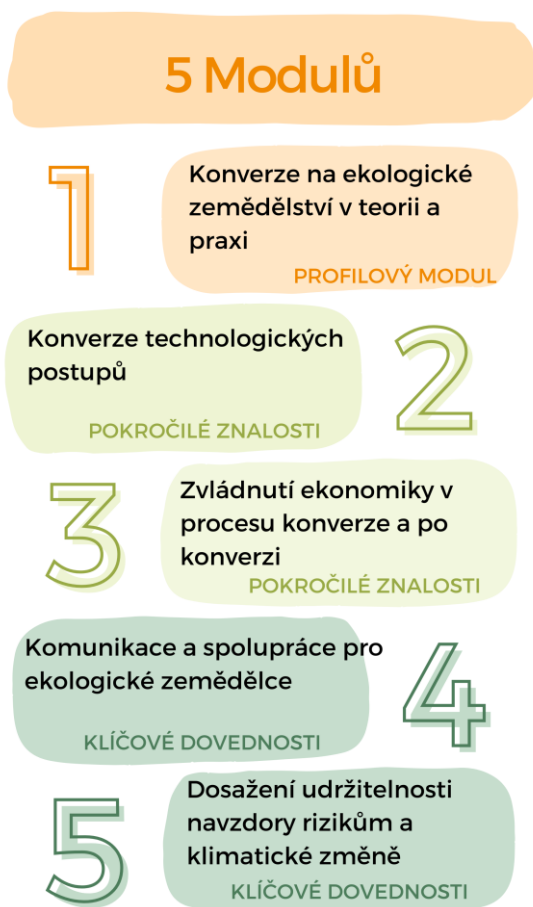 5 Modulů
1
Konverze na ekologické
zemědělství v teorii a
praxi
PROFILOVÝ MODUL
Konverze technologických
postupů
POKROČILÉ ZNALOSTI
2
3
Zvládnutí ekonomiky v
procesu konverze a po
konverzi
POKROČILÉ ZNALOSTI
Komunikace a spolupráce pro
ekologické zemědělce
KLÍČOVÉ DOVEDNOSTI
4
5
Dosažení udržitelnosti
navzdory rizikům a
klimatické změně
KLÍČOVÉ DOVEDNOSTI